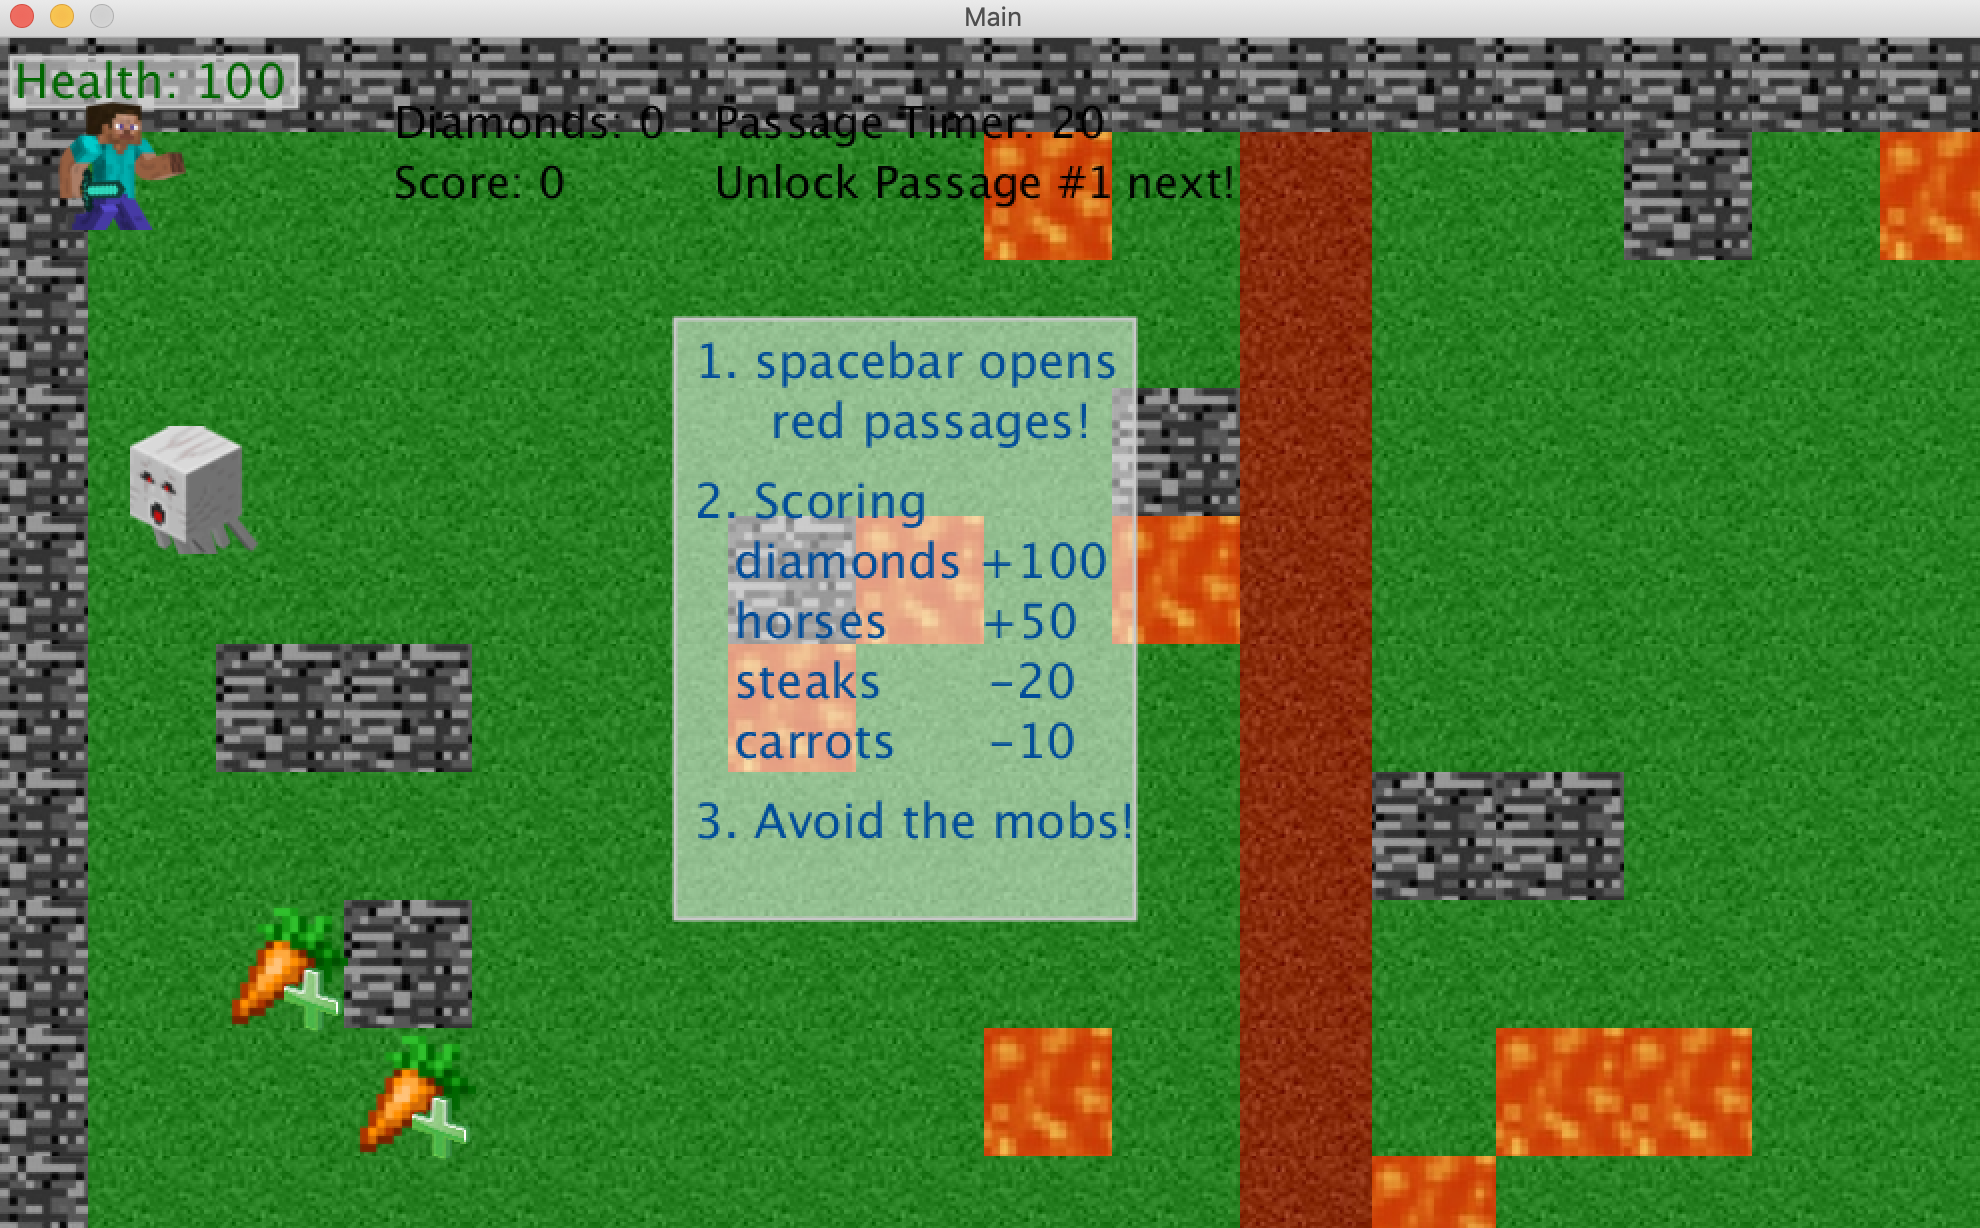 Main
Health: 100
Diamonds: 0 Passage Timer: 20
Score: 0 Unlock Passage #1 next!
1. spacebar opens
red passages!
2. Scoring
diamonds +100
horses +50
steaks -20
carrots -10
3. Avoid the mobs!